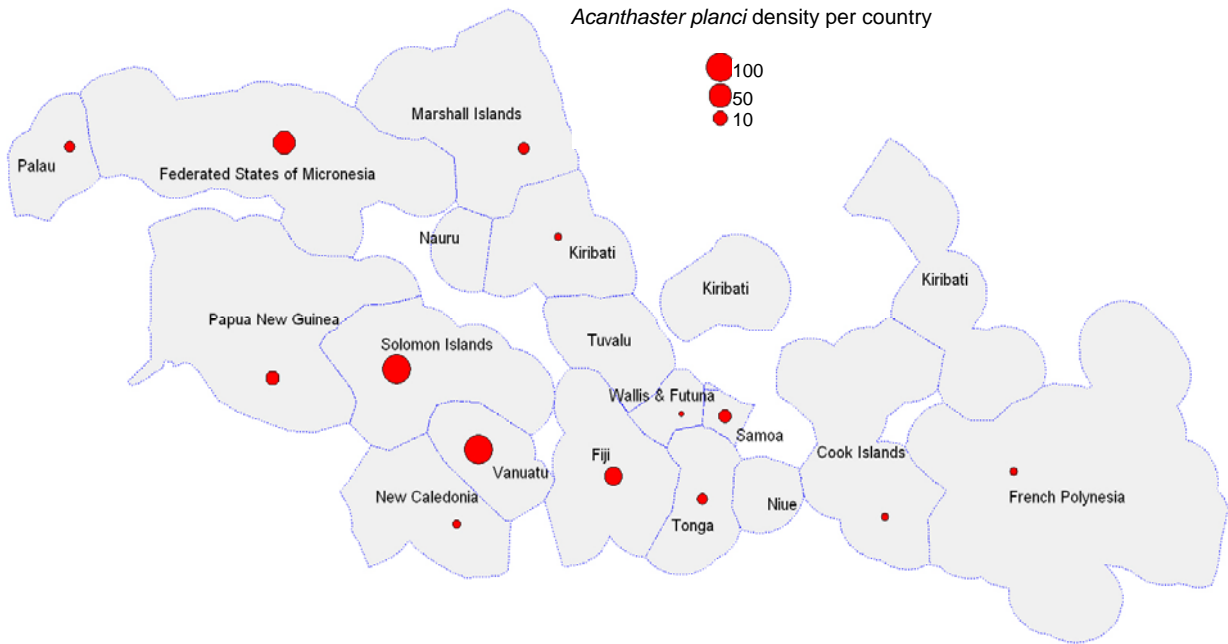 Acanthaster planci density per country
100
50
10
Marshall Islands
Palau
Federated States of Micronesia
Nauru
Kiribati
Kiribati
Kiribati
Papua New Guinea
Solomon Islands
Tuvalu
Wallis & Futuna
Samoa
Cook Islands
Fiji
Vanuatu
New Caledonia
Tonga
Niue
French Polynesia